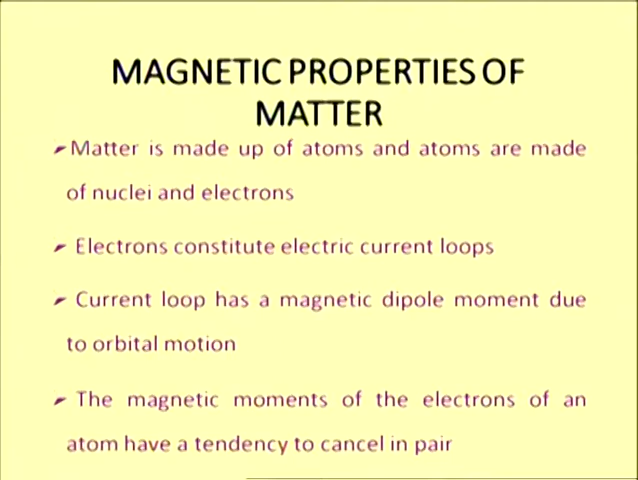 MAGNETIC PROPERTIES OF
MATTER
Matter is made up of atoms and atoms are made
of nuclei and electrons
Electrons constitute electric current loops
Current loop has a magnetic dipole moment due
to orbital motion
The magnetic moments of the electrons of an
atom have a tendency to cancel in pair